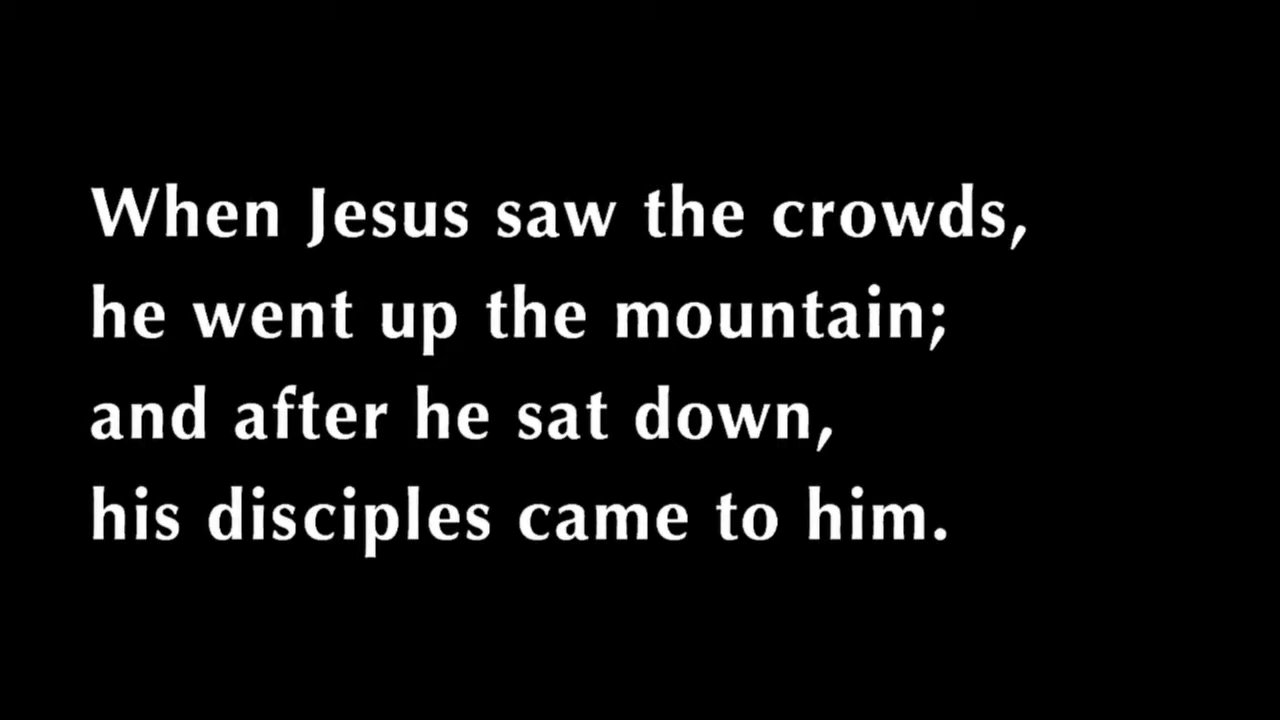 When Jesus saw the crowds,
he went up the mountain;
and after he sat down,
his disciples came to him.